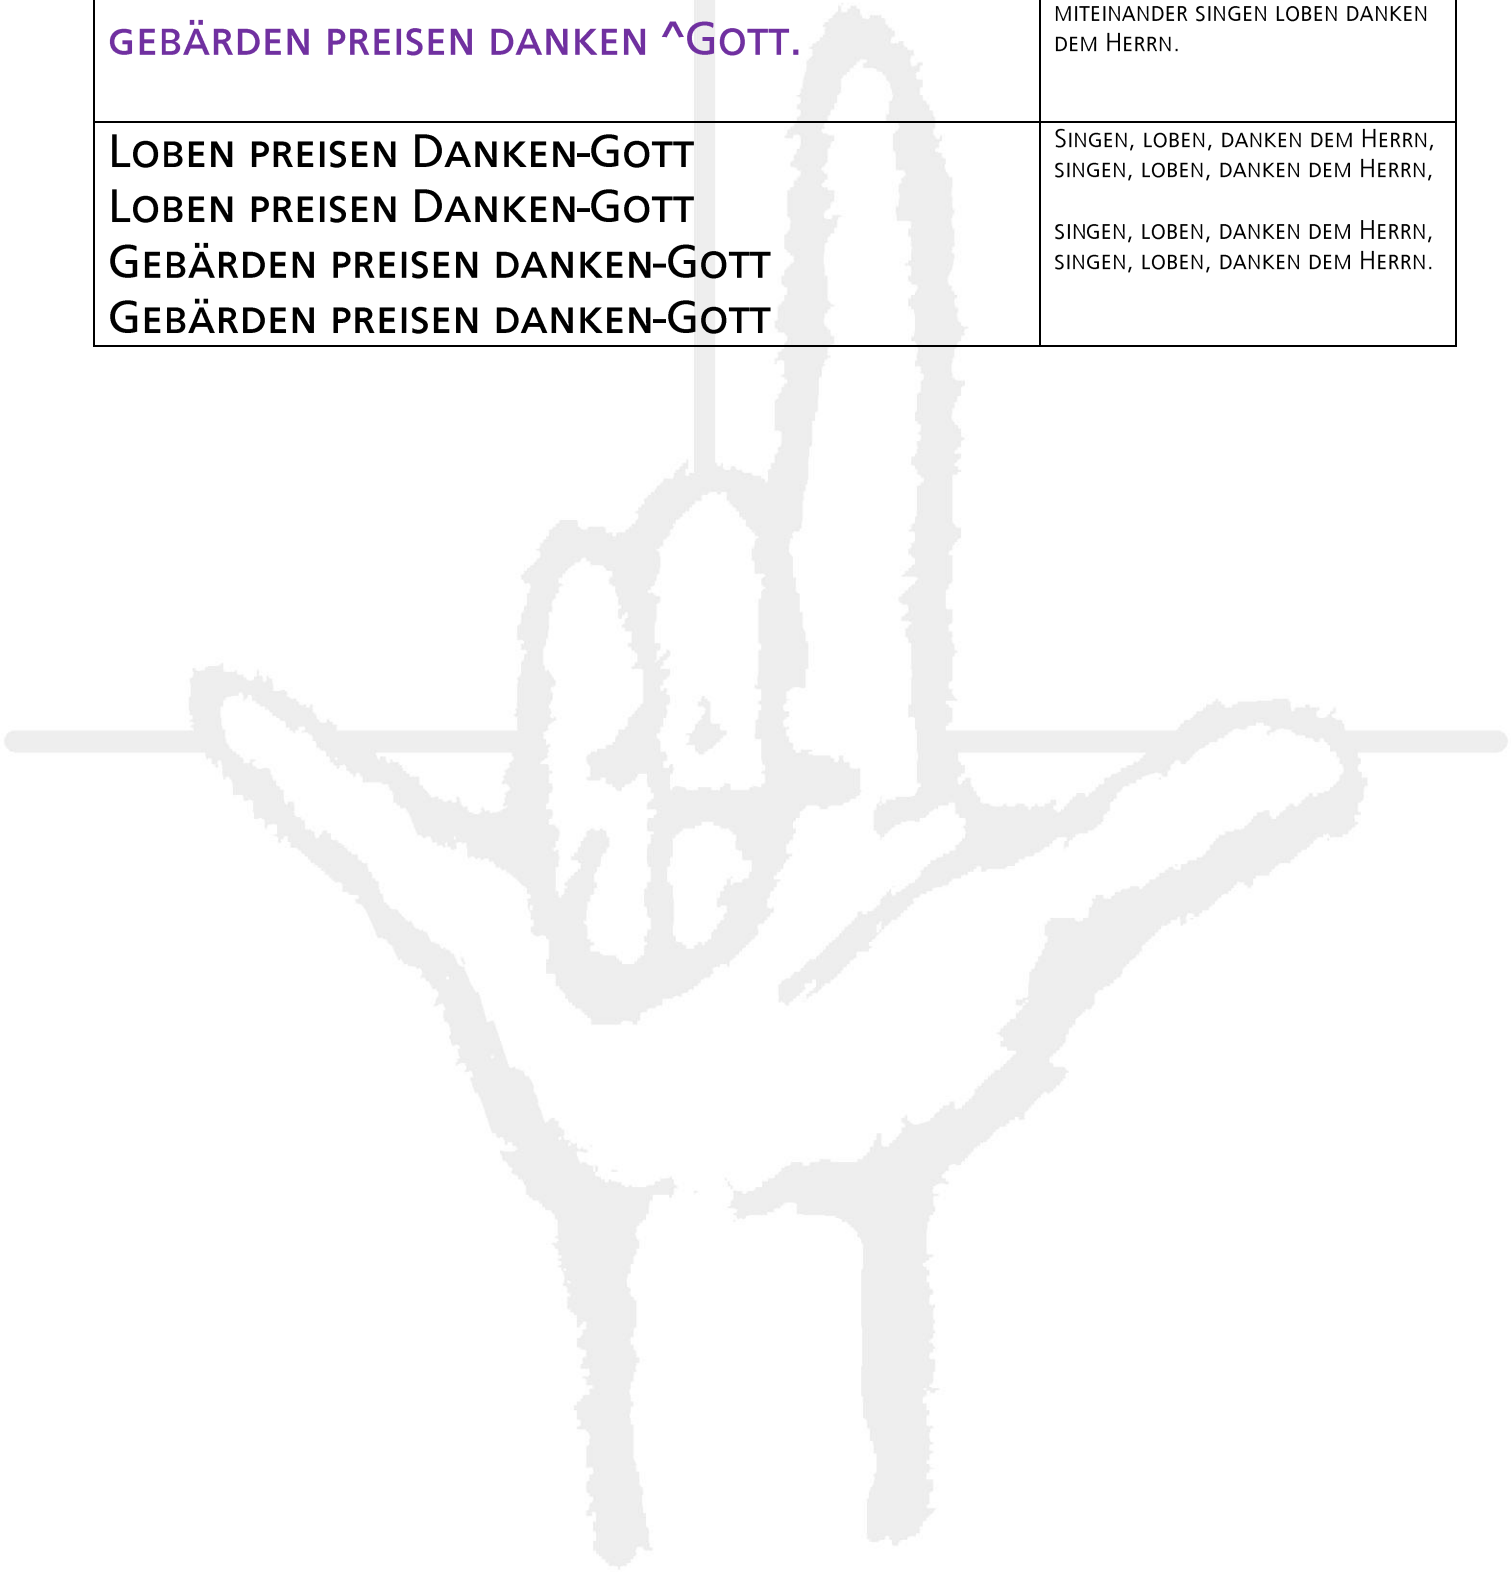 GEBÄRDEN PREISEN DANKEN ^GOTT.
MITEINANDER SINGEN LOBEN DANKEN
DEM HERRN.
LOBEN PREISEN DANKEN-GOTT
LOBEN PREISEN DANKEN-GOTT
GEBÄRDEN PREISEN DANKEN-GOTT
GEBÄRDEN PREISEN DANKEN-GOTT
SINGEN, LOBEN, DANKEN DEM HERRN,
SINGEN, LOBEN, DANKEN DEM HERRN,
SINGEN, LOBEN, DANKEN DEM HERRN,
SINGEN, LOBEN, DANKEN DEM HERRN.